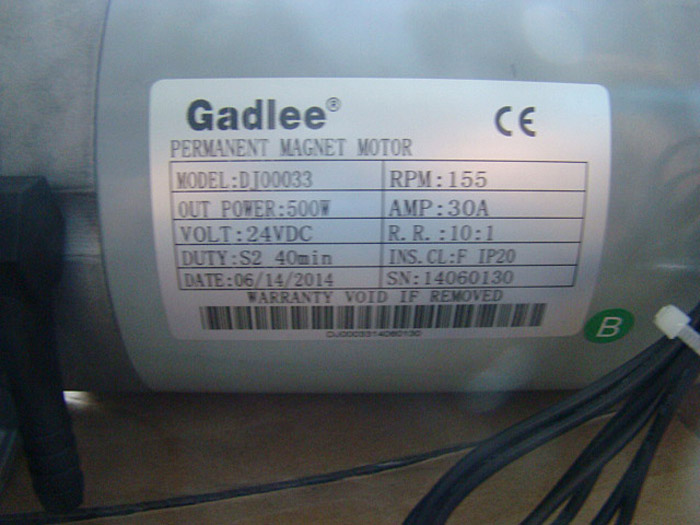 Gadlee® CE
PERMANENT MAGNET MOTOR
MODEL:DJ00033 RPM:155
OUT POWER:500W AMP:30A
VOLT:24VDC R.R.:10:1
DUTY:S2 40min INS.CL:F IP20
DATE:06/14/2014 SN:14060130
WARRANTY VOID IF REMOVED
DJ0003314060130
B